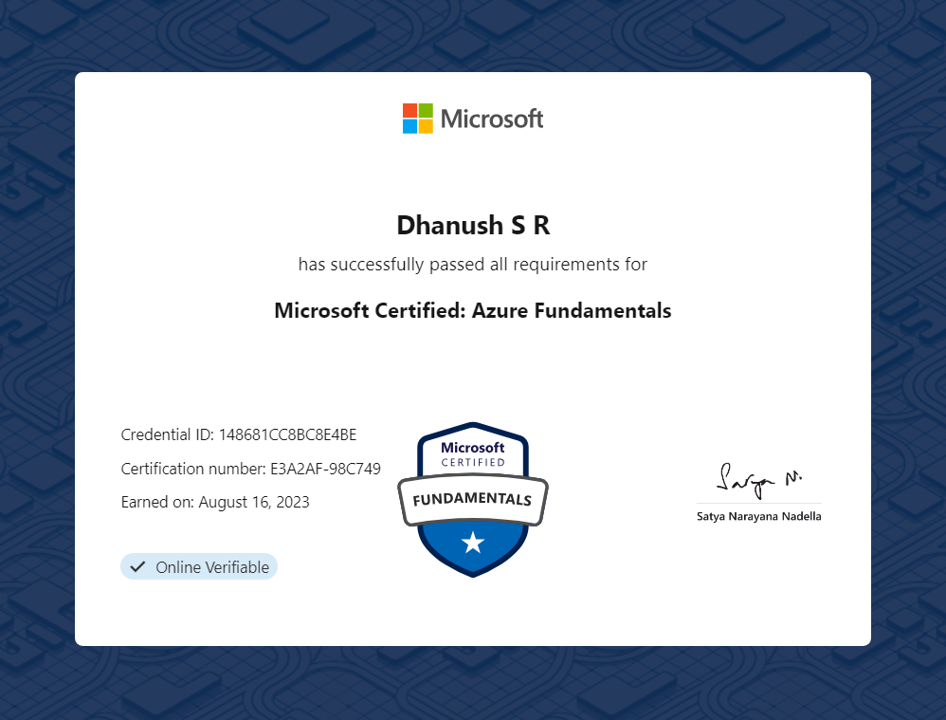 Microsoft
Dhanush S R
has successfully passed all requirements for
Microsoft Certified: Azure Fundamentals
Credential ID: 148681CC8BC8E4BE
Certification number: E3A2AF-98C749
Earned on: August 16, 2023
Online Verifiable
Microsoft
CERTIFIED
FUNDAMENTALS
Satya N.
Satya Narayana Nadella